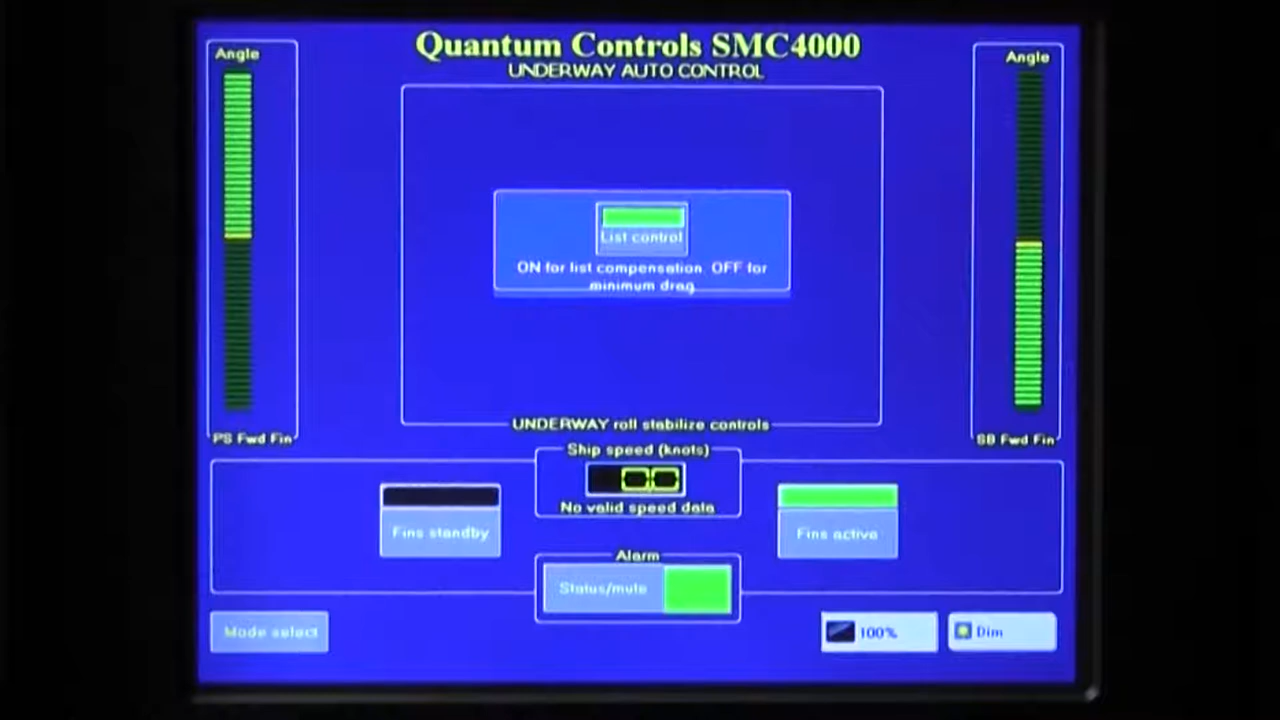 Quantum Controls SMC4000
UNDERWAY AUTO CONTROL
Angle
Angle
List control
ON for list compensation. OFF for
minimum drag
UNDERWAY roll stabilize controls
PS Fwd Fin
SB Fwd Fin
Ship speed (knots)
No valid speed data
Fins standby
Fins active
Alarm
Status/mute
Mode select
100%
Dim